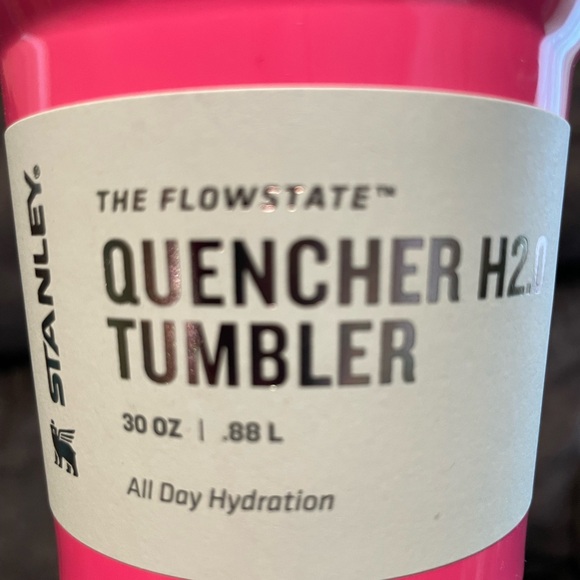 STANLEY®
THE FLOWSTATE™
QUENCHER H2.0
TUMBLER
30 OZ | .88 L
All Day Hydration